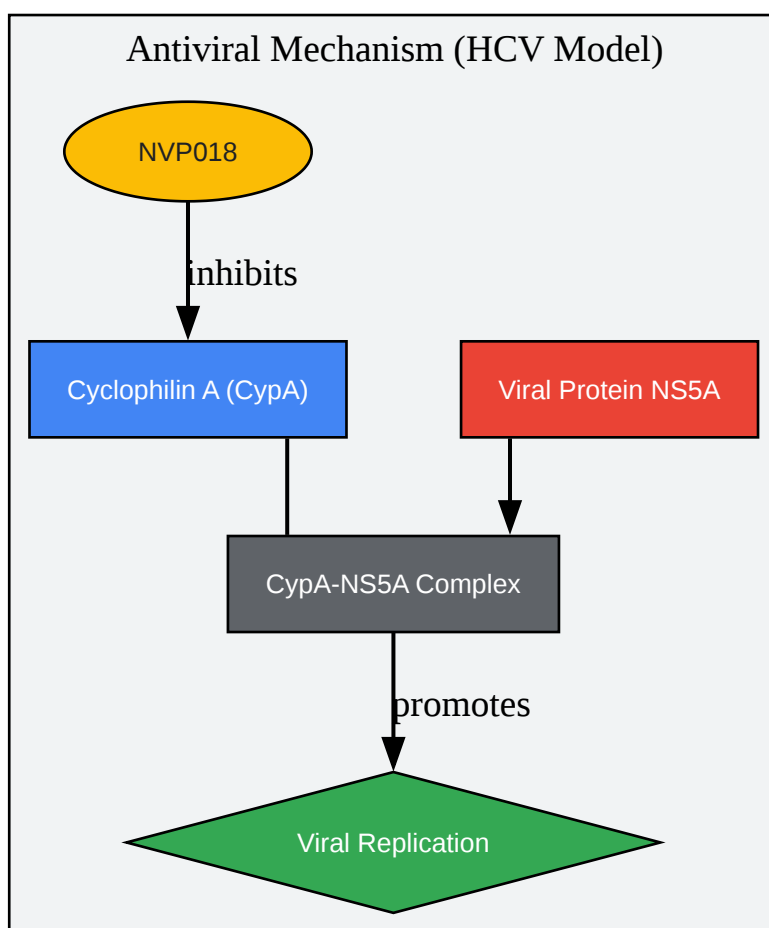 Antiviral Mechanism (HCV Model)
NVP018
inhibits
Cyclophilin A (CypA)
Viral Protein NS5A
CypA-NS5A Complex
promotes
Viral Replication